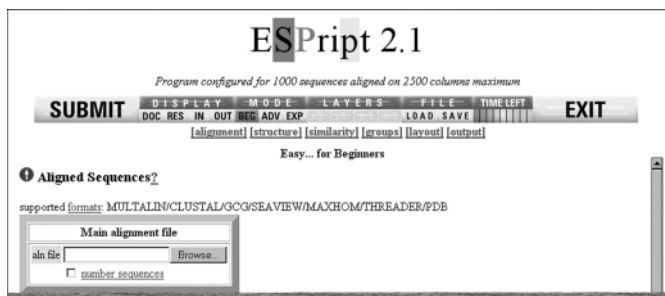 ESPript 2.1
Program configured for 1000 sequences aligned on 2500 columns maximum
SUBMIT DISPLAY MODE LAYERS FILE TIME LEFT EXIT
DOC RES IN OUT BEG ADV EXP LOAD SAVE
[alignment] [structure] [similarity] [groups] [layout] [output]
Easy... for Beginners
Aligned Sequences?
supported formats: MULTALIN/CLUSTAL/GCG/SEAVIEW/MAXHOM/THREADER/PDB
Main alignment file
aln file Browse...
number sequences